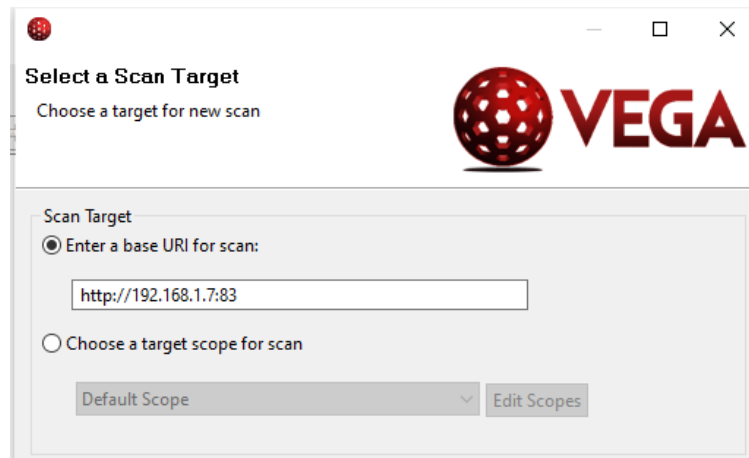 Select a Scan Target
Choose a target for new scan
VEGA
Scan Target
Enter a base URI for scan:
http://192.168.1.7:83
Choose a target scope for scan
Default Scope
Edit Scopes